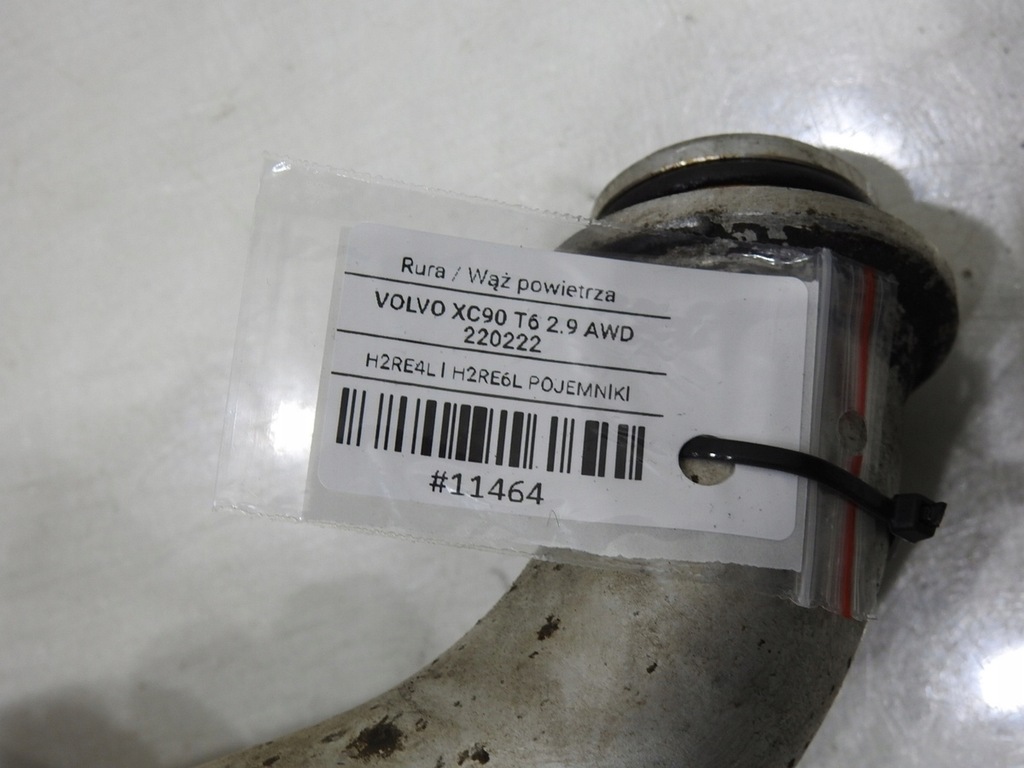 Rura / Wąż powietrza
VOLVO XC90 T6 2.9 AWD
220222
H2RE4L I H2RE6L POJEMNIKI
#11464